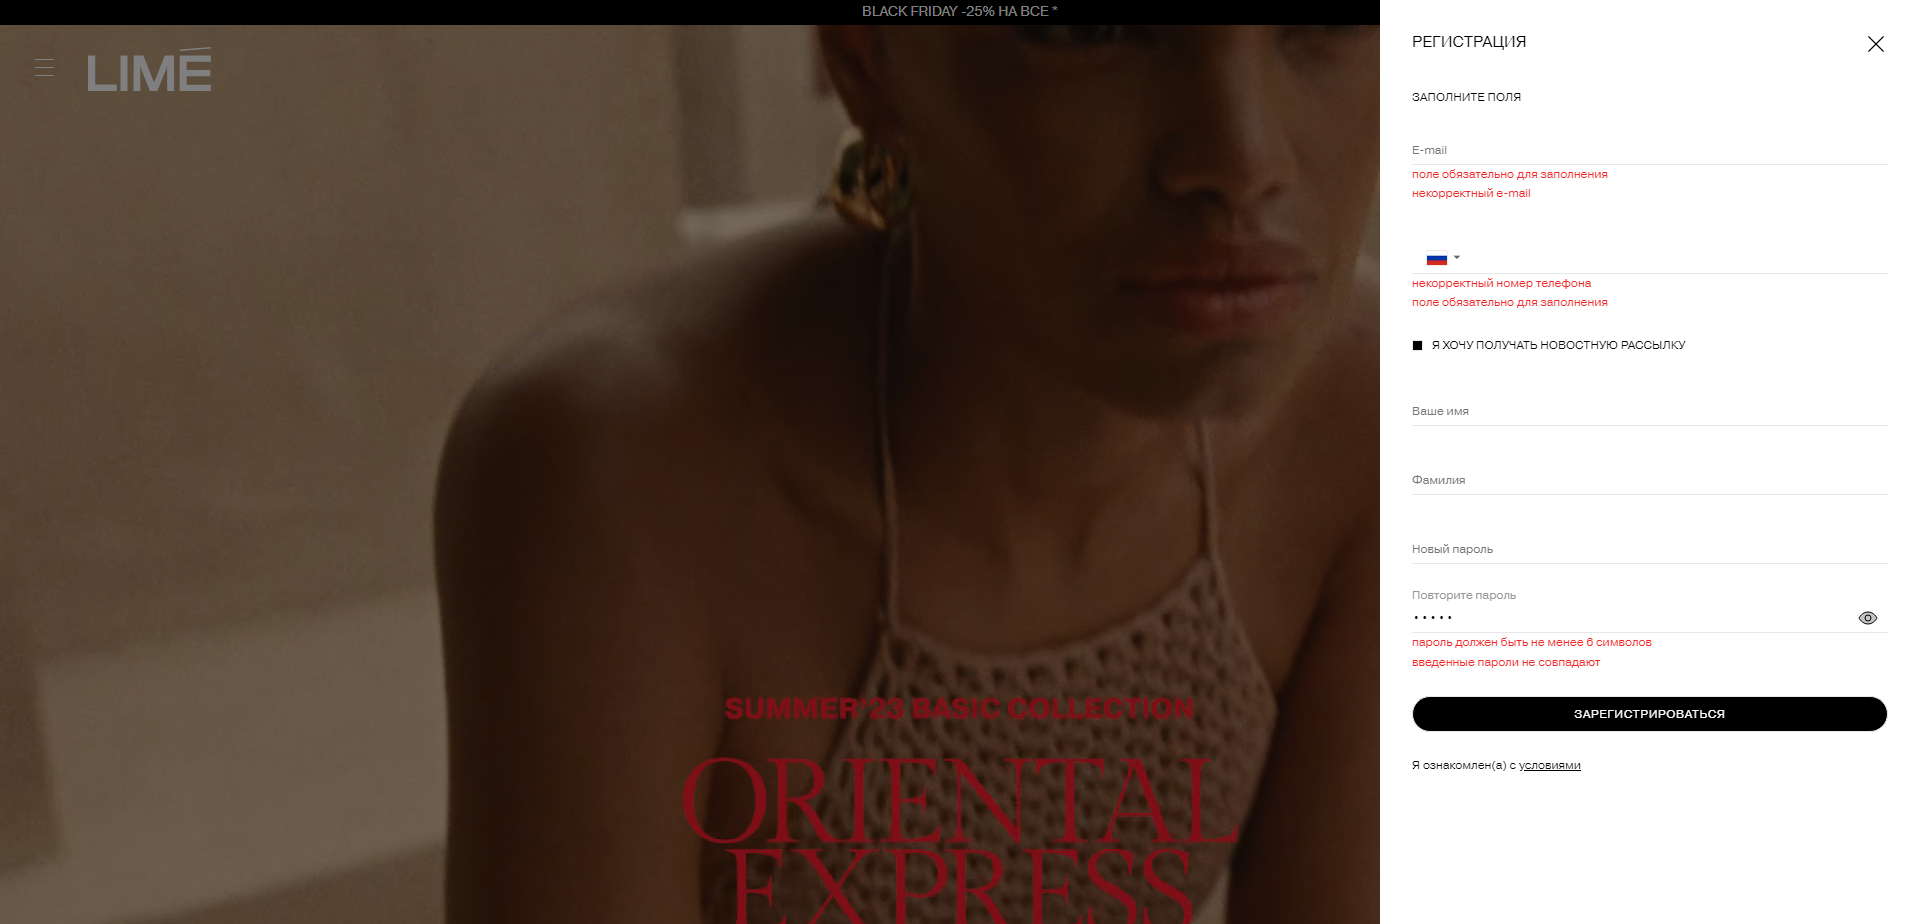 BLACK FRIDAY -25% НА ВСЕ *
LIMÉ
SUMMER'23 BASIC COLLECTION
ORIENTAL
EXPRESS
РЕГИСТРАЦИЯ
ЗАПОЛНИТЕ ПОЛЯ
E-mail
поле обязательно для заполнения
некорректный e-mail
некорректный номер телефона
поле обязательно для заполнения
Я ХОЧУ ПОЛУЧАТЬ НОВОСТНУЮ РАССЫЛКУ
Ваше имя
Фамилия
Новый пароль
Повторите пароль
•••••
пароль должен быть не менее 6 символов
введенные пароли не совпадают
ЗАРЕГИСТРИРОВАТЬСЯ
Я ознакомлен(а) с условиями